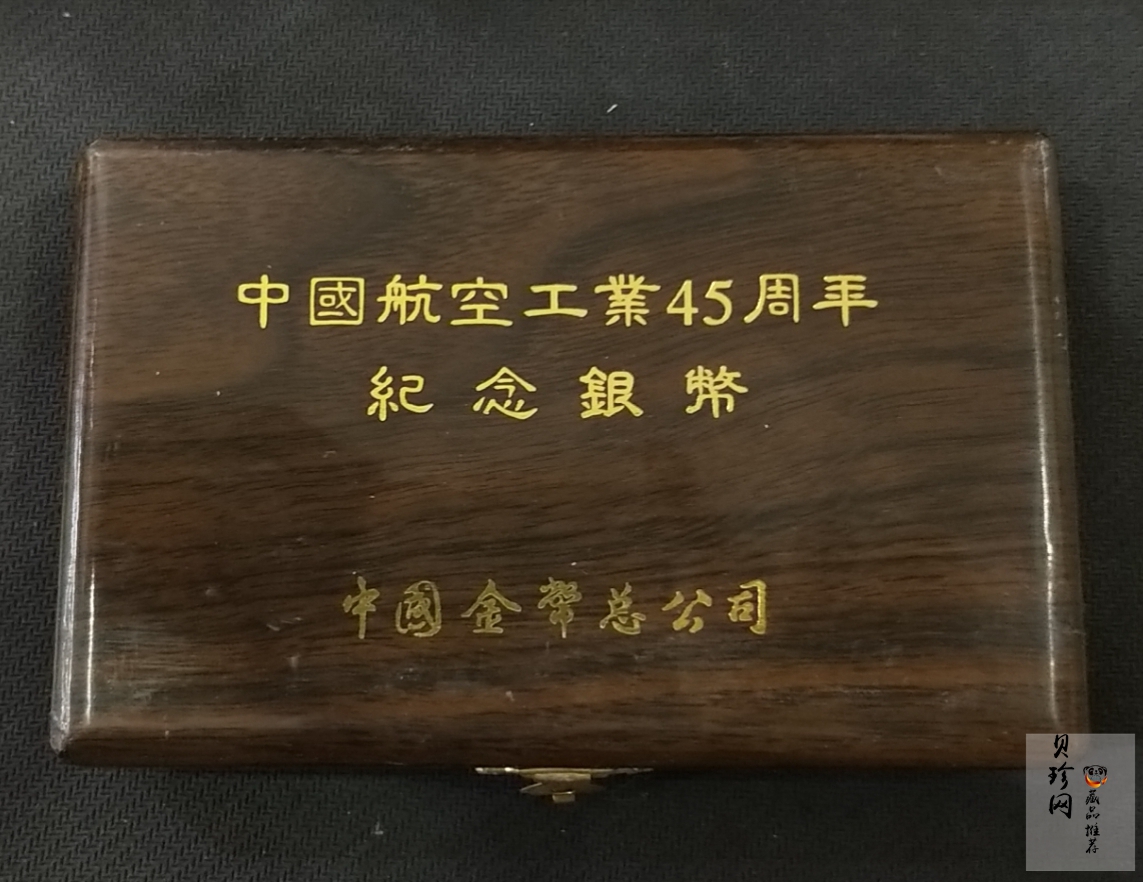 中國航空工業45周年
紀念銀幣
中國金幣总公司
贝珍网
藏品推荐